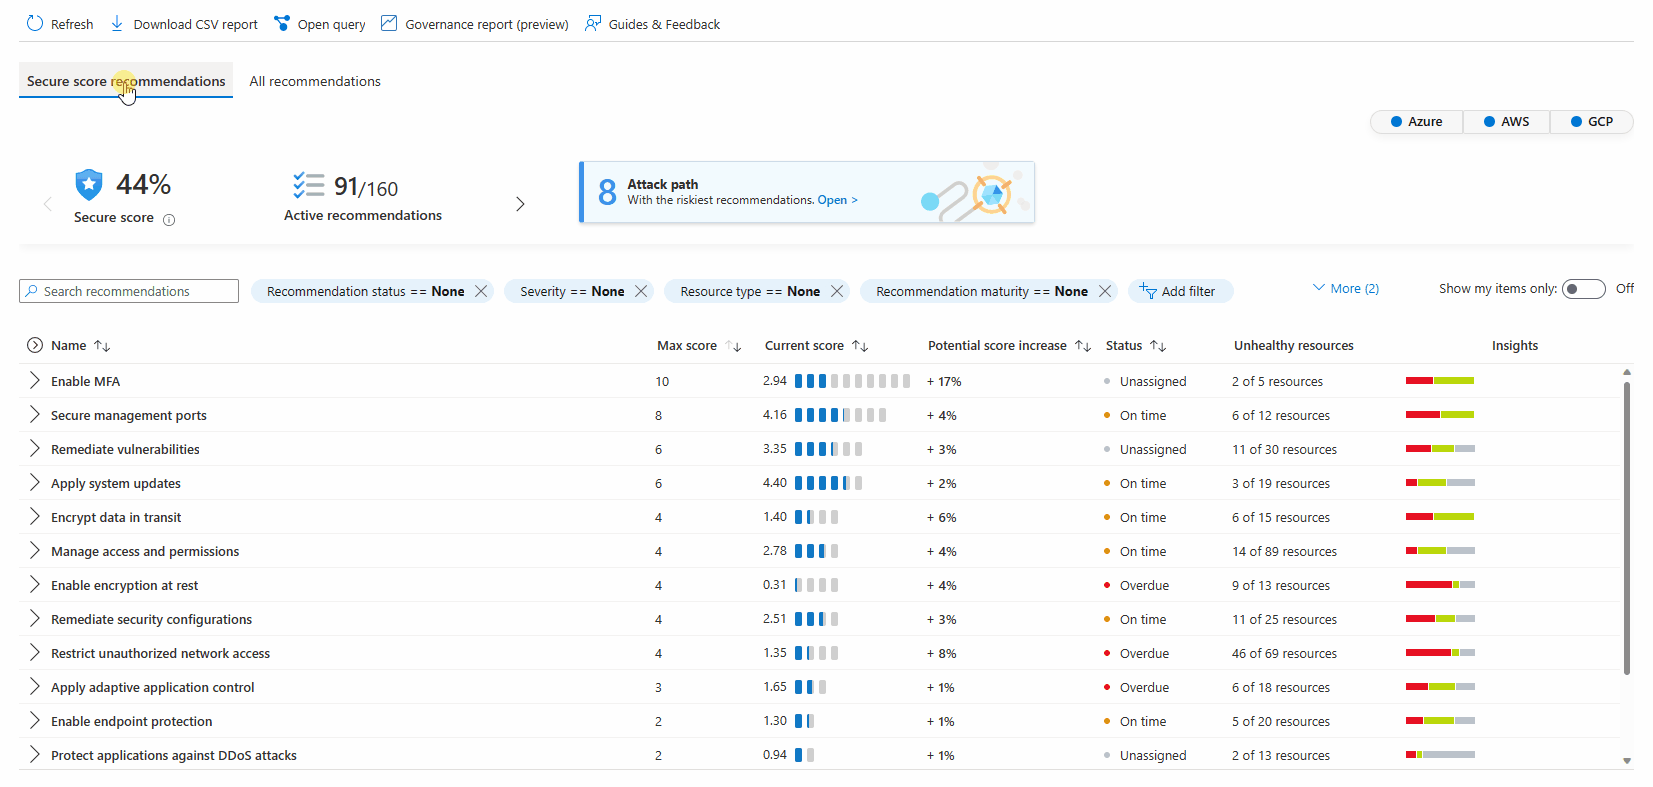 Refresh Download CSV report Open query Governance report (preview) Guides & Feedback
Secure score recommendations All recommendations
Azure AWS GCP
44% Secure score
91/160 Active recommendations
8 Attack path
With the riskiest recommendations. Open >
Search recommendations Recommendation status == None Severity == None Resource type == None Recommendation maturity == None Add filter More (2) Show my items only: Off
Name Max score Current score Potential score increase Status Unhealthy resources Insights
Enable MFA 10 2.94 + 17% Unassigned 2 of 5 resources
Secure management ports 8 4.16 + 4% On time 6 of 12 resources
Remediate vulnerabilities 6 3.35 + 3% Unassigned 11 of 30 resources
Apply system updates 6 4.40 + 2% On time 3 of 19 resources
Encrypt data in transit 4 1.40 + 6% On time 6 of 15 resources
Manage access and permissions 4 2.78 + 4% On time 14 of 89 resources
Enable encryption at rest 4 0.31 + 4% Overdue 9 of 13 resources
Remediate security configurations 4 2.51 + 3% On time 11 of 25 resources
Restrict unauthorized network access 4 1.35 + 8% Overdue 46 of 69 resources
Apply adaptive application control 3 1.65 + 1% Overdue 6 of 18 resources
Enable endpoint protection 2 1.30 + 1% On time 5 of 20 resources
Protect applications against DDoS attacks 2 0.94 + 1% Unassigned 2 of 13 resources